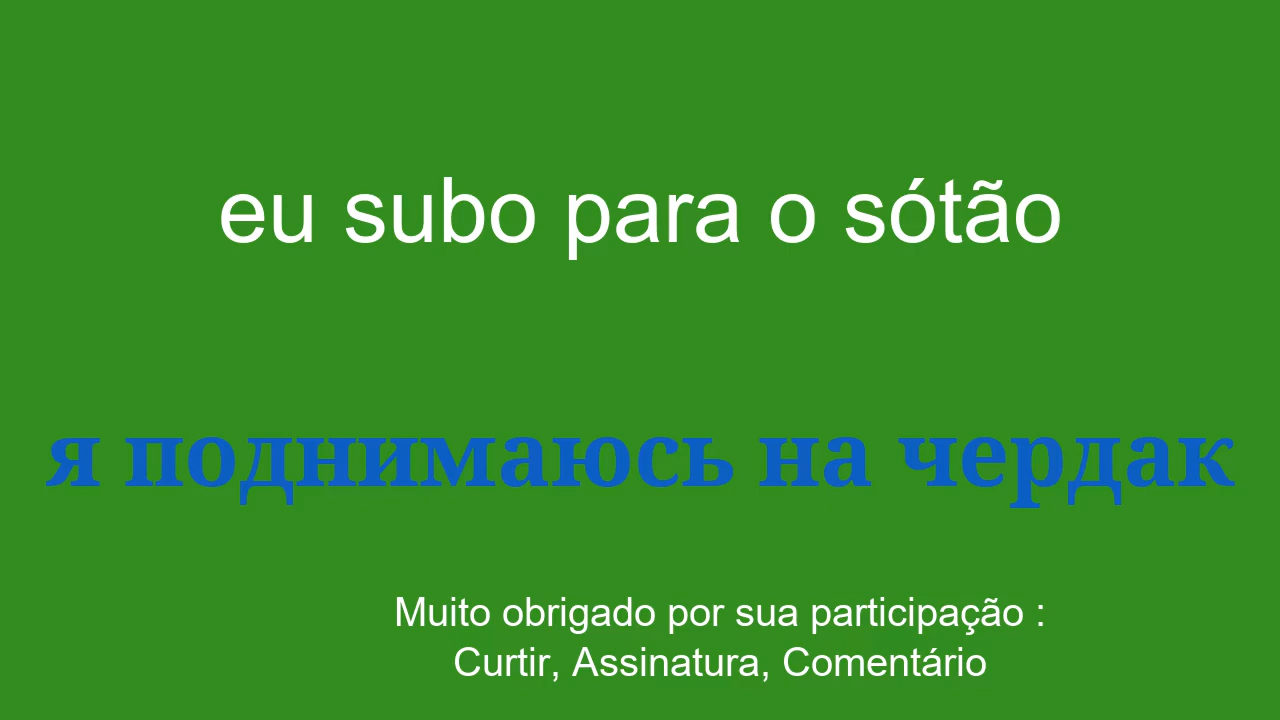 eu subo para o sótão
я поднимаюсь на чердак
Muito obrigado por sua participação :
Curtir, Assinatura, Comentário